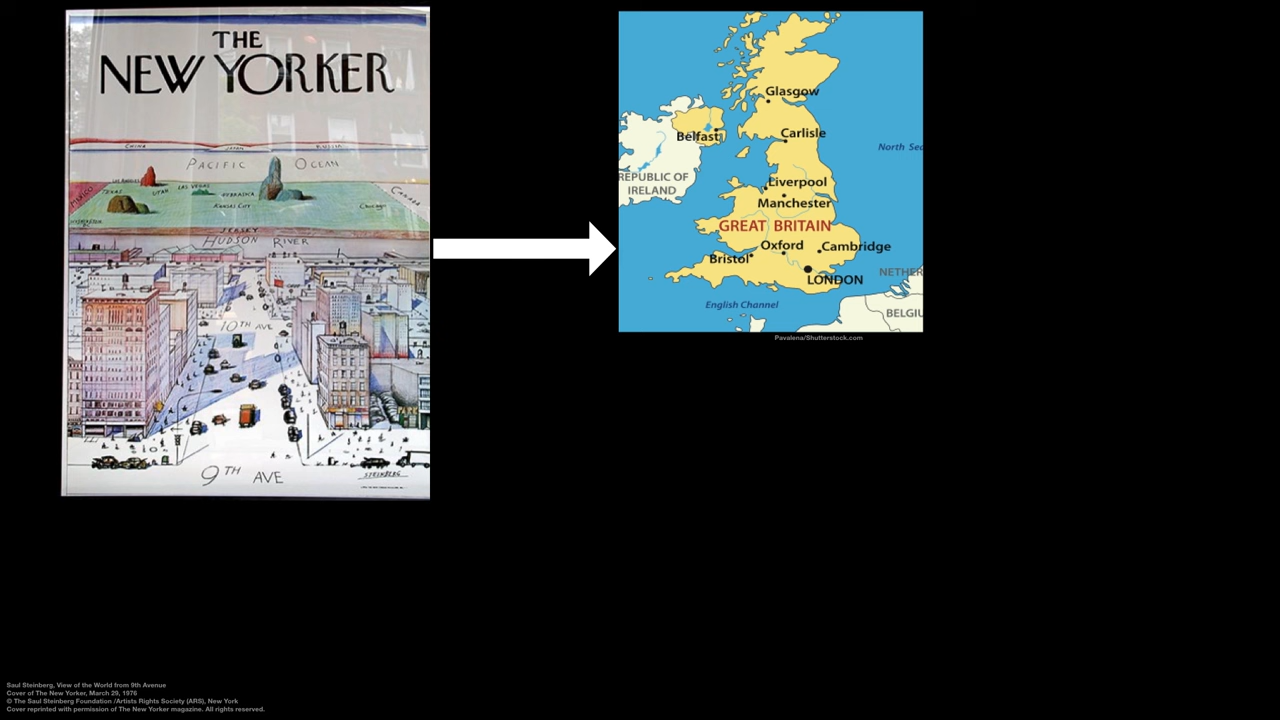 THE
NEW YORKER
CHINA JAPAN RUSSIA
PACIFIC OCEAN
MEXICO
LOS ANGELES
TEXAS
UTAH
LAS VEGAS
NEBRASKA
KANSAS CITY
Chicago
CANADA
WASHINGTON D.C.
JERSEY
HUDSON RIVER
10TH AVE
PARK
9TH AVE
STEINBERG
Glasgow
Belfast
Carlisle
North Sea
REPUBLIC OF
IRELAND
Liverpool
Manchester
GREAT BRITAIN
Oxford
Cambridge
Bristol
LONDON
NETHER
English Channel
BELGIU
Pavalena/Shutterstock.com
Saul Steinberg, View of the World from 9th Avenue
Cover of The New Yorker, March 29, 1976
© The Saul Steinberg Foundation /Artists Rights Society (ARS), New York
Cover reprinted with permission of The New Yorker magazine. All rights reserved.